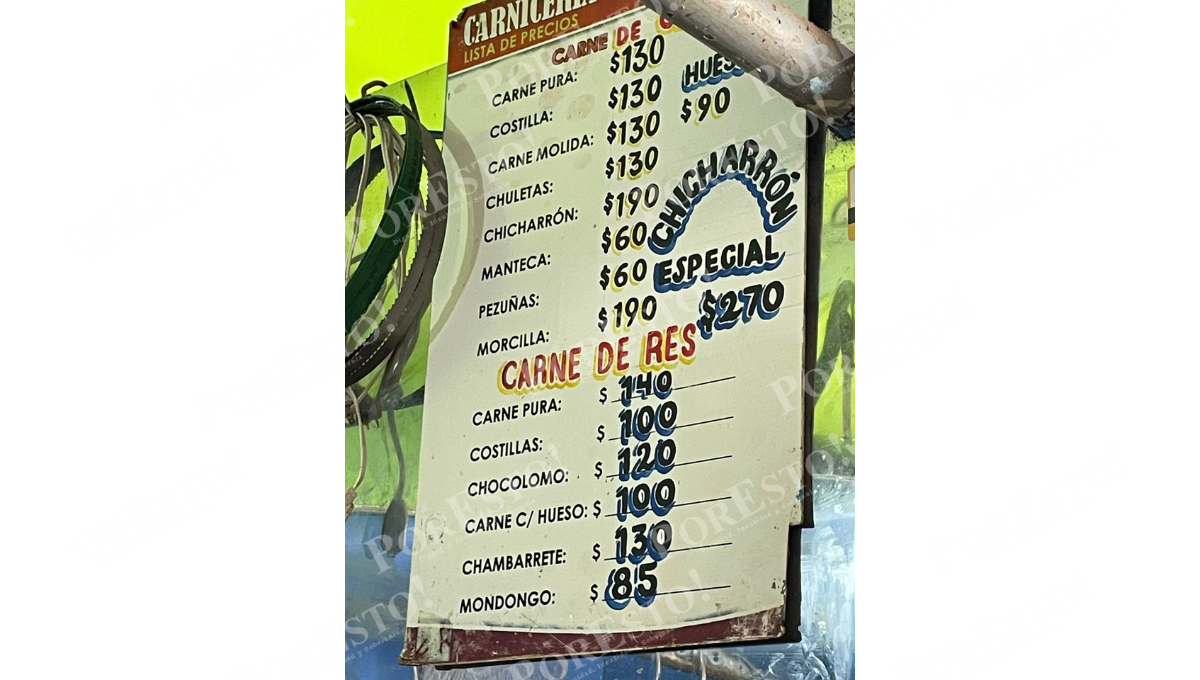 CARNICERÍA
LISTA DE PRECIOS
CARNE DE
CARNE PURA: $130
COSTILLA: $130
CARNE MOLIDA: $130
CHULETAS: $130
CHICHARRÓN: $190
MANTECA: $60
PEZUÑAS: $60
MORCILLA: $190
$90
CHICHARRÓN
ESPECIAL
$270
CARNE DE RES
CARNE PURA: $ 140
COSTILLAS: $ 100
CHOCOLOMO: $ 120
CARNE C/ HUESO: $ 100
CHAMBARRETE: $ 130
MONDONGO: $ 85
PORESTO!